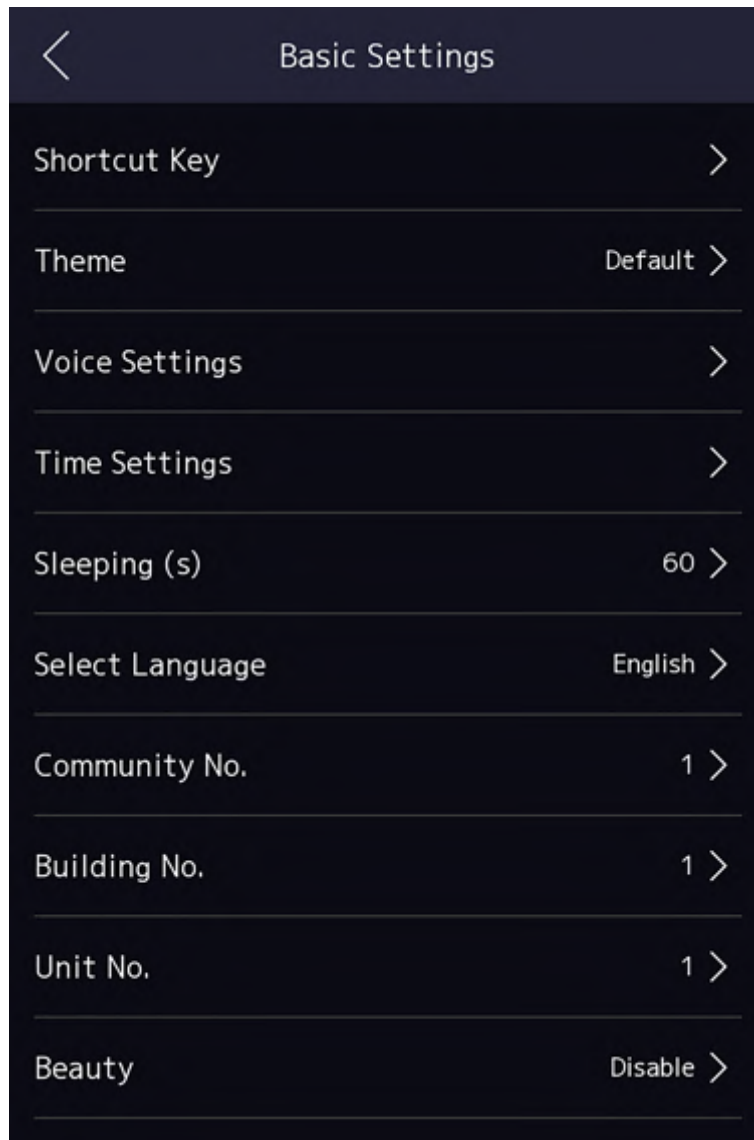 Basic Settings
Shortcut Key
Theme Default
Voice Settings
Time Settings
Sleeping (s) 60
Select Language English
Community No. 1
Building No. 1
Unit No. 1
Beauty Disable